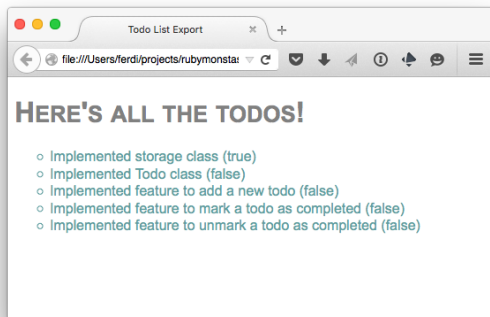 Todo List Export
file:///Users/ferdi/projects/rubymonstas
HERE'S ALL THE TODOS!
Implemented storage class (true)
Implemented Todo class (false)
Implemented feature to add a new todo (false)
Implemented feature to mark a todo as completed (false)
Implemented feature to unmark a todo as completed (false)